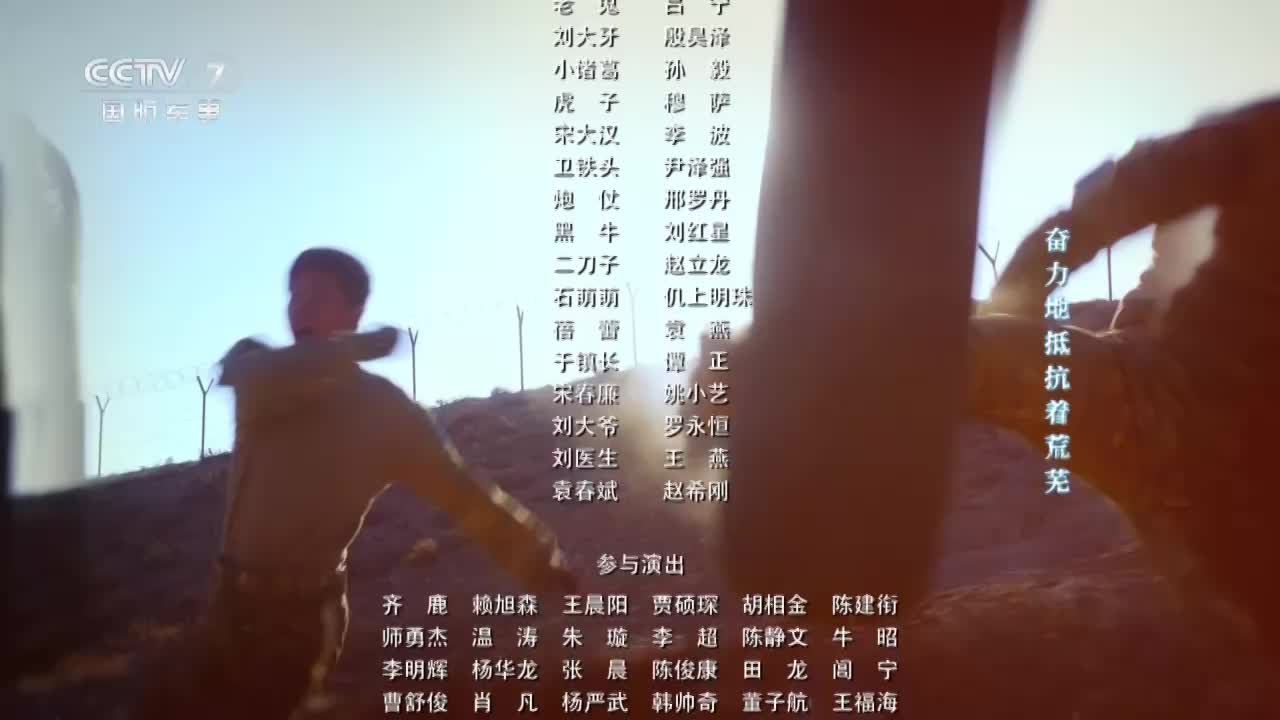 CCTV 7
国防军事
老 鬼 吕 宁
刘大牙 殷昊泽
小诸葛 孙 毅
虎 子 穆 萨
宋大汉 李 波
卫铁头 尹泽强
炮 仗 邢罗丹
黑 牛 刘红星
二刀子 赵立龙
石萌萌 仉上明珠
蓓 蕾 袁 燕
于镇长 谭 正
宋春廉 姚小艺
刘大爷 罗永恒
刘医生 王 燕
袁春斌 赵希刚
奋力地抵抗着荒芜
参与演出
齐 鹿 赖旭森 王晨阳 贾硕琛 胡相金 陈建衔
师勇杰 温 涛 朱 璇 李 超 陈静文 牛 昭
李明辉 杨华龙 张 晨 陈俊康 田 龙 闾 宁
曹舒俊 肖 凡 杨严武 韩帅奇 董子航 王福海